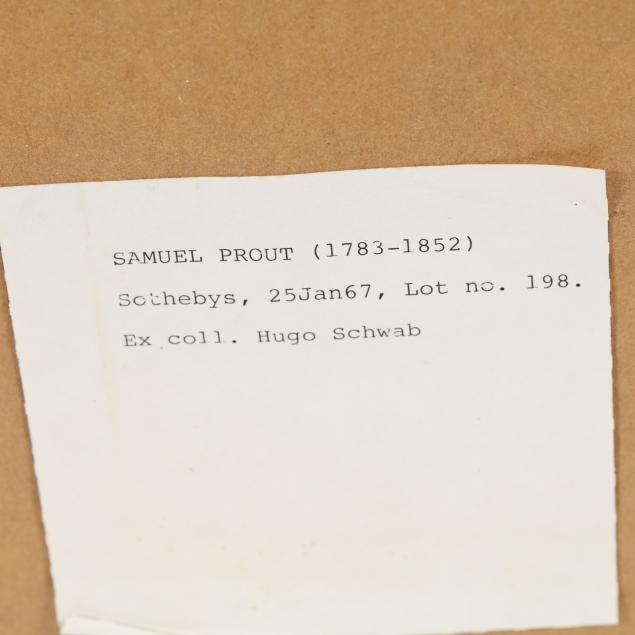 SAMUEL PROUT (1783-1852)
Sothebys, 25Jan67, Lot no. 198.
Ex coll. Hugo Schwab